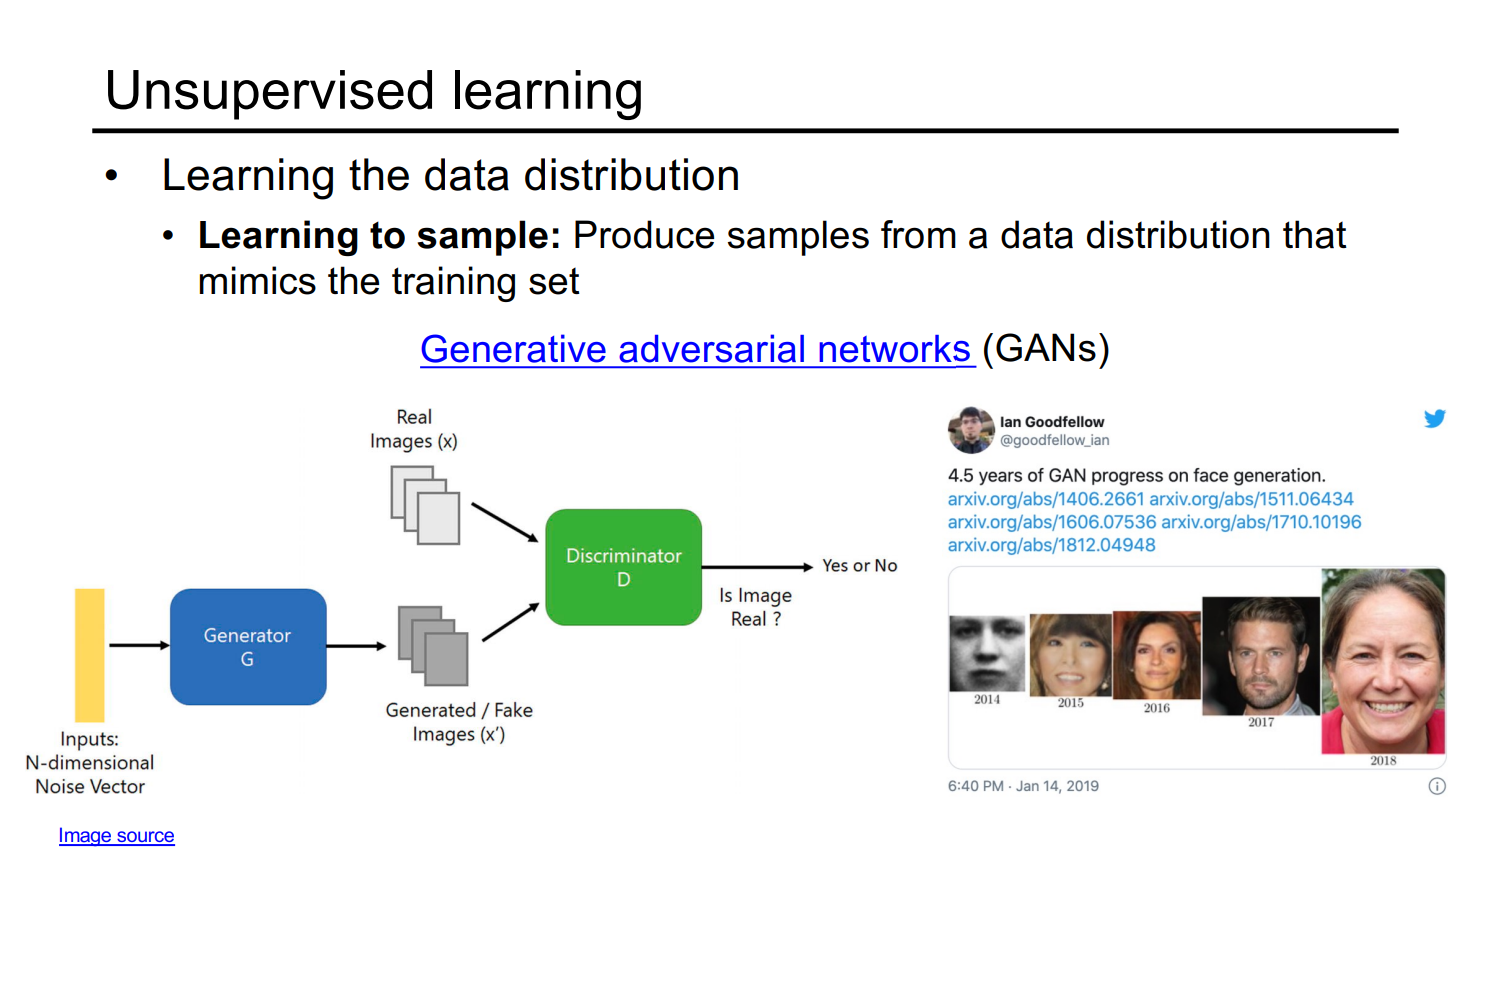 Unsupervised learning
• Learning the data distribution
• Learning to sample: Produce samples from a data distribution that
mimics the training set
Generative adversarial networks (GANs)
Real
Images (x)
Discriminator
D
Yes or No
Is Image
Real ?
Generator
G
Generated / Fake
Images (x')
Inputs:
N-dimensional
Noise Vector
Image source
Ian Goodfellow
@goodfellow_ian
4.5 years of GAN progress on face generation.
arxiv.org/abs/1406.2661 arxiv.org/abs/1511.06434
arxiv.org/abs/1606.07536 arxiv.org/abs/1710.10196
arxiv.org/abs/1812.04948
2014
2015
2016
2017
2018
6:40 PM · Jan 14, 2019